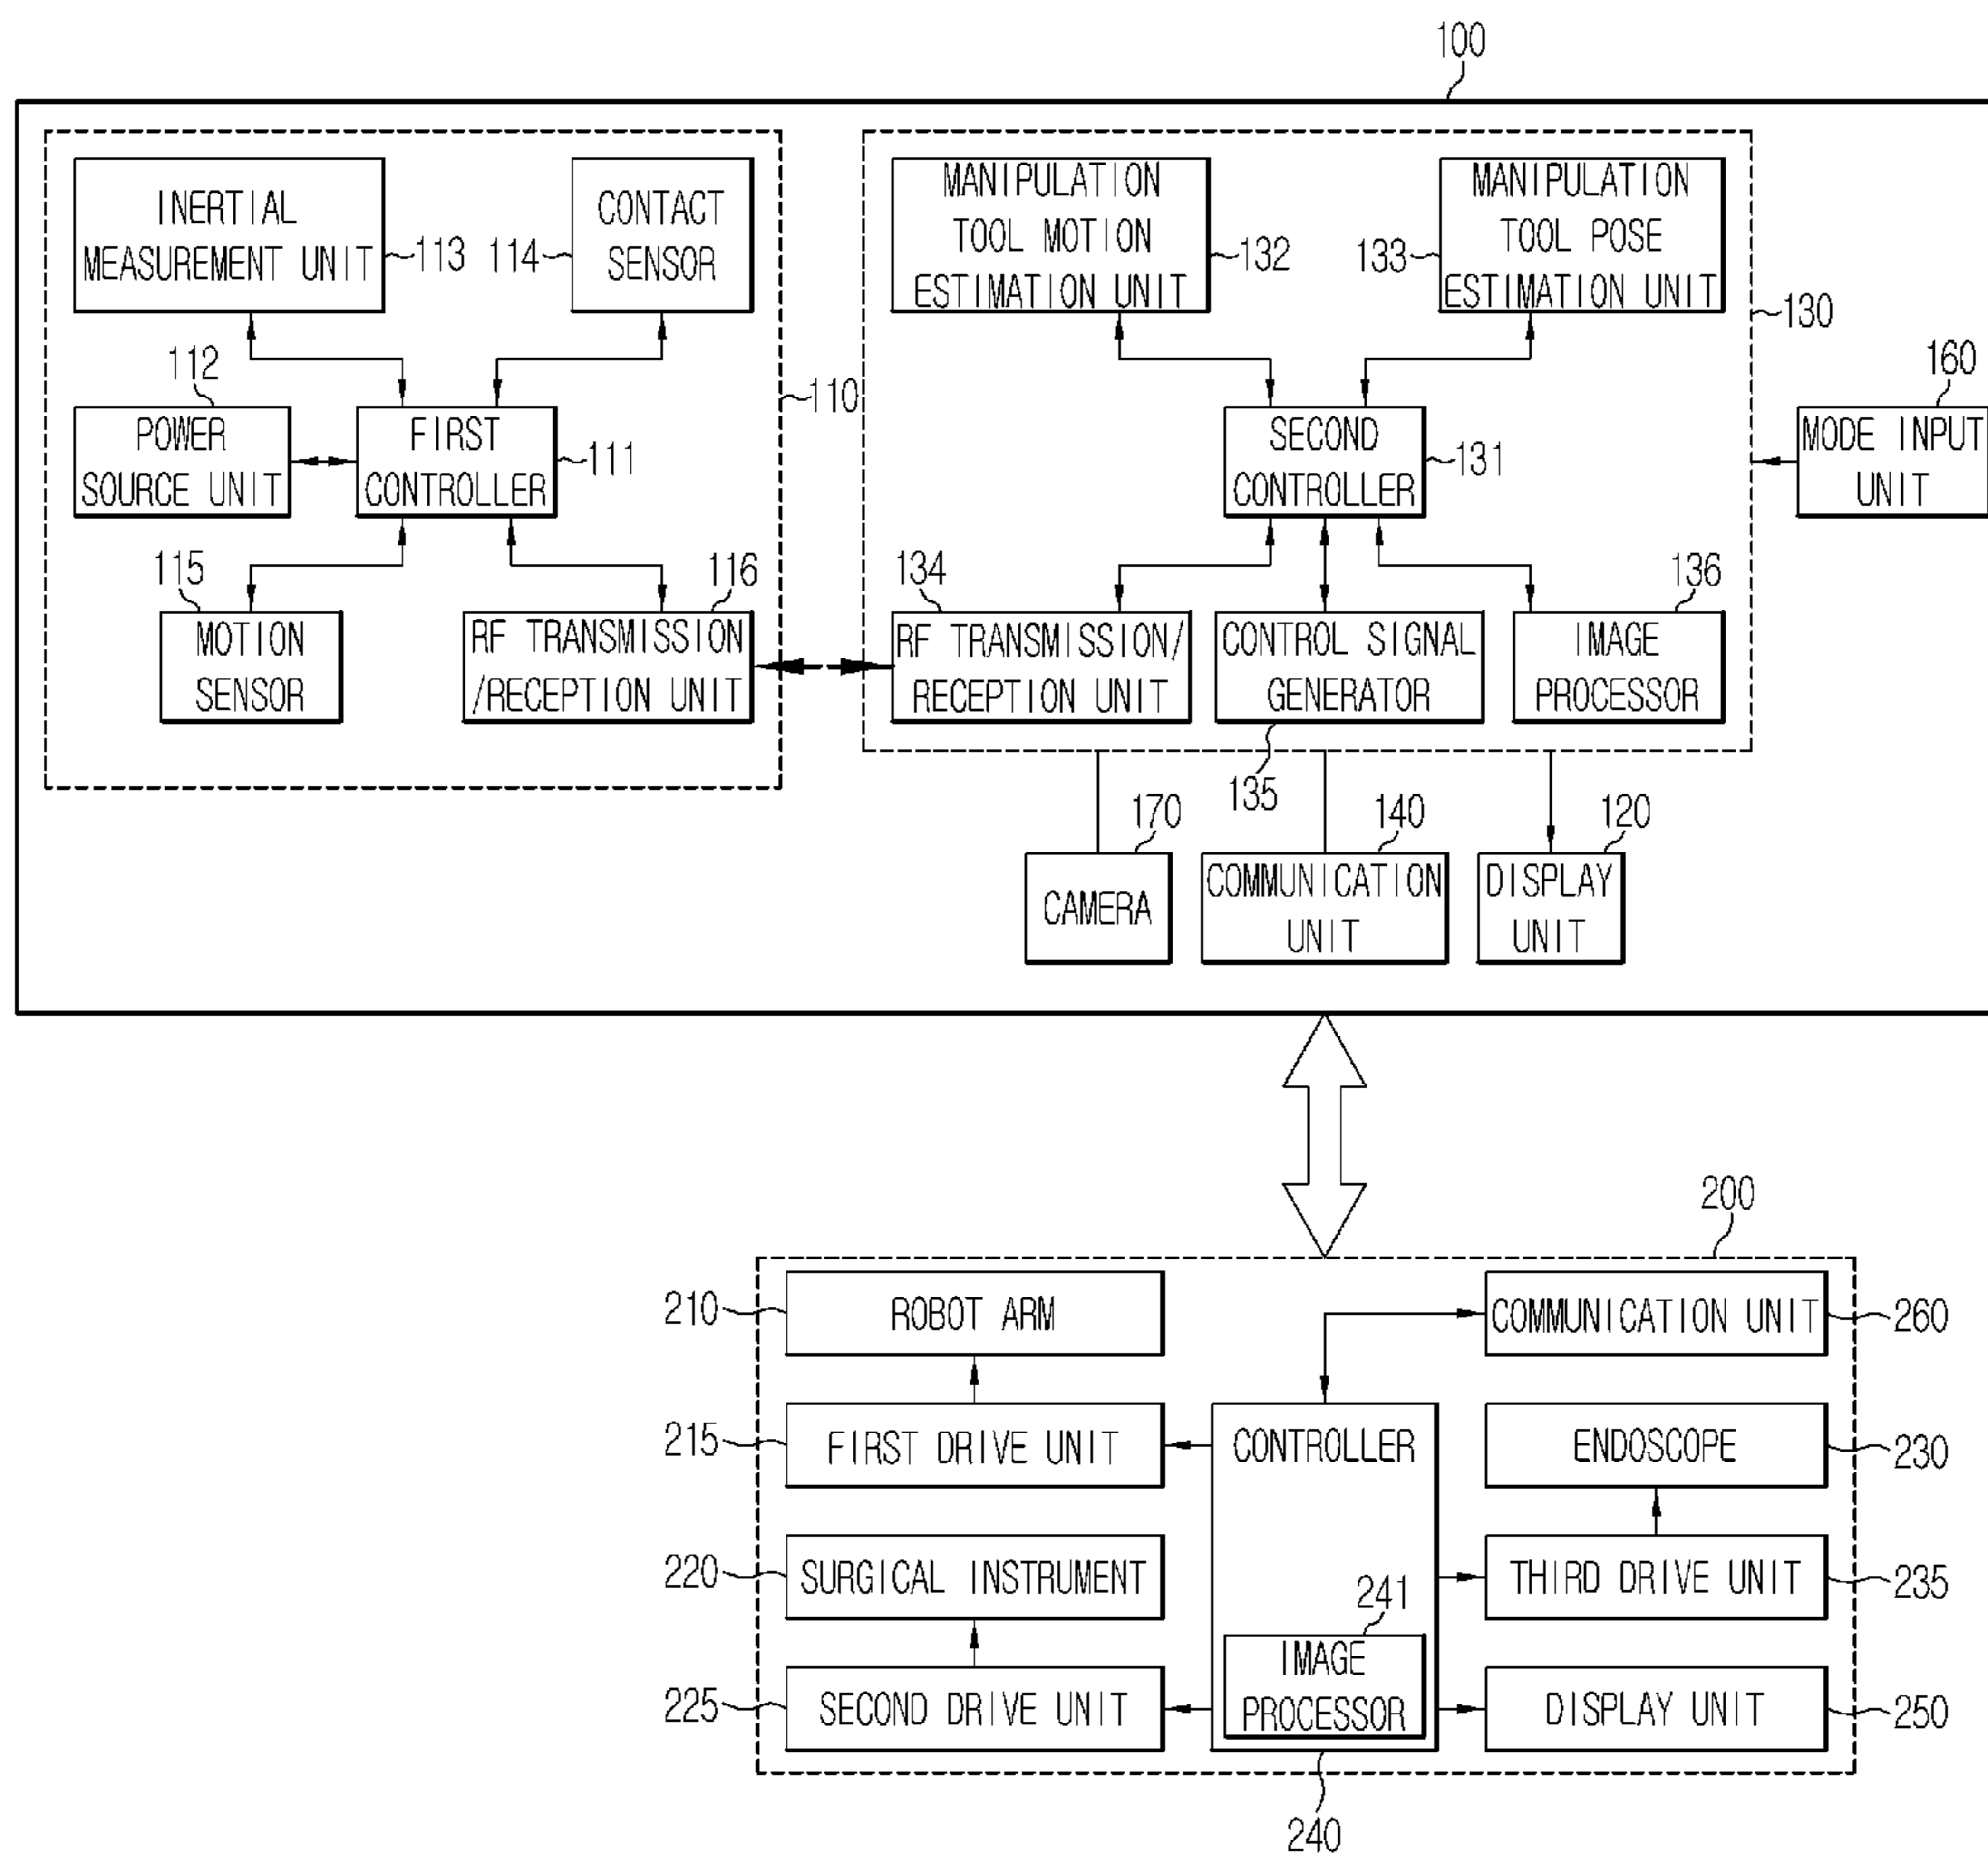 100
INERTIAL
MEASUREMENT UNIT
113
114
CONTACT
SENSOR
MANIPULATION
TOOL MOTION
ESTIMATION UNIT
132
133
MANIPULATION
TOOL POSE
ESTIMATION UNIT
130
112
POWER
SOURCE UNIT
FIRST
CONTROLLER
111
110
SECOND
CONTROLLER
131
160
MODE INPUT
UNIT
115
MOTION
SENSOR
116
RF TRANSMISSION
/RECEPTION UNIT
134
RF TRANSMISSION/
RECEPTION UNIT
CONTROL SIGNAL
GENERATOR
135
136
IMAGE
PROCESSOR
170
CAMERA
140
COMMUNICATION
UNIT
120
DISPLAY
UNIT
200
210
ROBOT ARM
COMMUNICATION UNIT
260
215
FIRST DRIVE UNIT
CONTROLLER
ENDOSCOPE
230
220
SURGICAL INSTRUMENT
THIRD DRIVE UNIT
235
241
IMAGE
PROCESSOR
225
SECOND DRIVE UNIT
DISPLAY UNIT
250
240